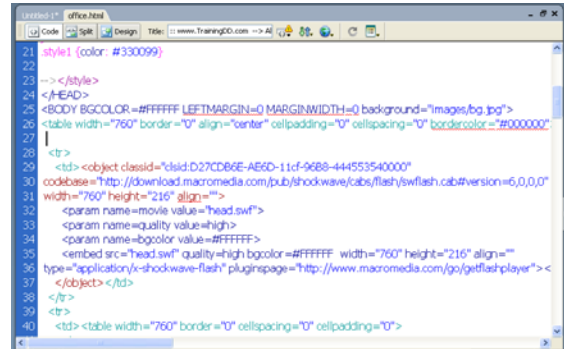 Untitled-1* office.html
Code Split Design Title: :: www.TrainingDD.com --> Al
21 .style1 {color: #330099}
22
23 --></style>
24 </HEAD>
25 <BODY BGCOLOR=#FFFFFF LEFTMARGIN=0 MARGINWIDTH=0 background="images/bg.jpg">
26 <table width="760" border="0" align="center" cellpadding="0" cellspacing="0" bordercolor="#000000"
27
28 <tr>
29 <td><object classid="clsid:D27CDB6E-AE6D-11cf-96B8-444553540000"
30 codebase="http://download.macromedia.com/pub/shockwave/cabs/flash/swflash.cab#version=6,0,0,0"
31 width="760" height="216" align="">
32 <param name=movie value="head.swf">
33 <param name=quality value=high>
34 <param name=bgcolor value=#FFFFFF>
35 <embed src="head.swf" quality=high bgcolor=#FFFFFF width="760" height="216" align=""
36 type="application/x-shockwave-flash" pluginspage="http://www.macromedia.com/go/getflashplayer"><
37 </object></td>
38 </tr>
39 <tr>
40 <td><table width="760" border="0" cellspacing="0" cellpadding="0">